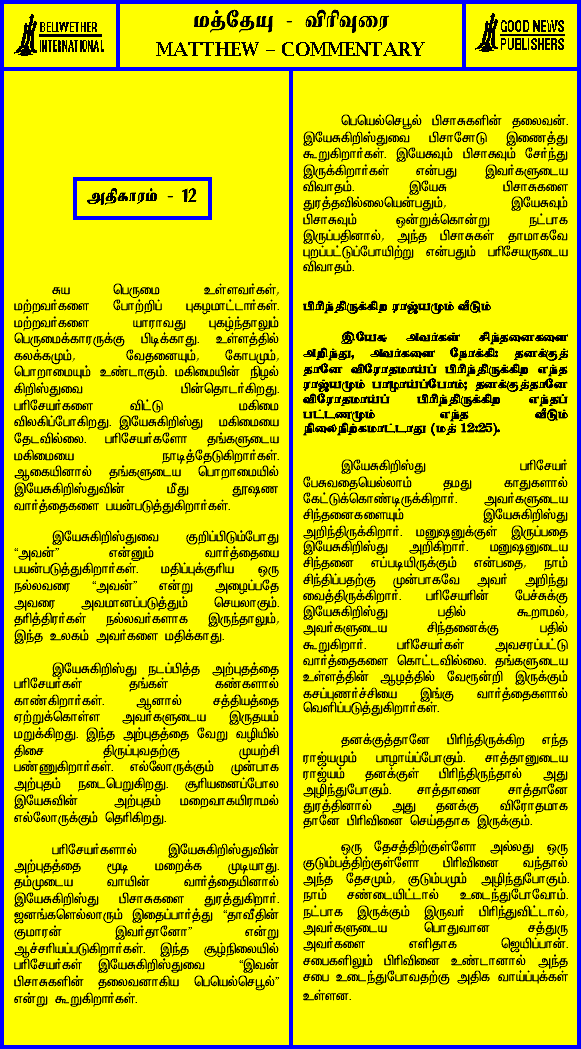 BELLWETHER
INTERNATIONAL
மத்தேயு - விரிவுரை
MATTHEW – COMMENTARY
GOOD NEWS
PUBLISHERS
அதிகாரம் - 12
சுய பெருமை உள்ளவர்கள்,
மற்றவர்களை போற்றிப் புகழமாட்டார்கள்.
மற்றவர்களை யாராவது புகழ்ந்தாலும்
பெருமைக்காரருக்கு பிடிக்காது. உள்ளத்தில்
கலக்கமும், வேதனையும், கோபமும்,
பொறாமையும் உண்டாகும். மகிமையின் நிழல்
கிறிஸ்துவை பின்தொடர்கிறது.
பரிசேயர்களை விட்டு மகிமை
விலகிப்போகிறது. இயேசுகிறிஸ்து மகிமையை
தேடவில்லை. பரிசேயர்களோ தங்களுடைய
மகிமையை நாடித்தேடுகிறார்கள்.
ஆகையினால் தங்களுடைய பொறாமையில்
இயேசுகிறிஸ்துவின் மீது தூஷண
வார்த்தைகளை பயன்படுத்துகிறார்கள்.
இயேசுகிறிஸ்துவை குறிப்பிடும்போது
“அவன்” என்னும் வார்த்தையை
பயன்படுத்துகிறார்கள். மதிப்புக்குரிய ஒரு
நல்லவரை “அவன்” என்று அழைப்பதே
அவரை அவமானப்படுத்தும் செயலாகும்.
தரித்திரர்கள் நல்லவர்களாக இருந்தாலும்,
இந்த உலகம் அவர்களை மதிக்காது.
இயேசுகிறிஸ்து நடப்பித்த அற்புதத்தை
பரிசேயர்கள் தங்கள் கண்களால்
காண்கிறார்கள். ஆனால் சத்தியத்தை
ஏற்றுக்கொள்ள அவர்களுடைய இருதயம்
மறுக்கிறது. இந்த அற்புதத்தை வேறு வழியில்
திசை திருப்புவதற்கு முயற்சி
பண்ணுகிறார்கள். எல்லோருக்கும் முன்பாக
அற்புதம் நடைபெறுகிறது. சூரியனைப்போல
இயேசுவின் அற்புதம் மறைவாகயிராமல்
எல்லோருக்கும் தெரிகிறது.
பரிசேயர்களால் இயேசுகிறிஸ்துவின்
அற்புதத்தை மூடி மறைக்க முடியாது.
தம்முடைய வாயின் வார்த்தையினால்
இயேசுகிறிஸ்து பிசாசுகளை துரத்துகிறார்.
ஜனங்களெல்லாரும் இதைப்பார்த்து “தாவீதின்
குமாரன் இவர்தானோ” என்று
ஆச்சரியப்படுகிறார்கள். இந்த சூழ்நிலையில்
பரிசேயர்கள் இயேசுகிறிஸ்துவை “இவன்
பிசாசுகளின் தலைவனாகிய பெயெல்செபூல்”
என்று கூறுகிறார்கள்.
பெயெல்செபூல் பிசாசுகளின் தலைவன்.
இயேசுகிறிஸ்துவை பிசாசோடு இணைத்து
கூறுகிறார்கள். இயேசுவும் பிசாசுவும் சேர்ந்து
இருக்கிறார்கள் என்பது இவர்களுடைய
விவாதம். இயேசு பிசாசுகளை
துரத்தவில்லையென்பதும், இயேசுவும்
பிசாசுவும் ஒன்றுக்கொன்று நட்பாக
இருப்பதினால், அந்த பிசாசுகள் தாமாகவே
புறப்பட்டுப்போயிற்று என்பதும் பரிசேயருடைய
விவாதம்.
பிரிந்திருக்கிற ராஜ்யமும் வீடும்
இயேசு அவர்கள் சிந்தனைகளை
அறிந்து, அவர்களை நோக்கி: தனக்குத்
தானே விரோதமாய்ப் பிரிந்திருக்கிற எந்த
ராஜ்யமும் பாழாய்ப்போம்; தனக்குத்தானே
விரோதமாய்ப் பிரிந்திருக்கிற எந்தப்
பட்டணமும் எந்த வீடும்
நிலைநிற்கமாட்டாது (மத் 12:25).
இயேசுகிறிஸ்து பரிசேயர்
பேசுவதையெல்லாம் தமது காதுகளால்
கேட்டுக்கொண்டிருக்கிறார். அவர்களுடைய
சிந்தனைகளையும் இயேசுகிறிஸ்து
அறிந்திருக்கிறார். மனுஷனுக்குள் இருப்பதை
இயேசுகிறிஸ்து அறிகிறார். மனுஷனுடைய
சிந்தனை எப்படியிருக்கும் என்பதை, நாம்
சிந்திப்பதற்கு முன்பாகவே அவர் அறிந்து
வைத்திருக்கிறார். பரிசேயரின் பேச்சுக்கு
இயேசுகிறிஸ்து பதில் கூறாமல்,
அவர்களுடைய சிந்தனைக்கு பதில்
கூறுகிறார். பரிசேயர்கள் அவசரப்பட்டு
வார்த்தைகளை கொட்டவில்லை. தங்களுடைய
உள்ளத்தின் ஆழத்தில் வேரூன்றி இருக்கும்
கசப்புணர்ச்சியை இங்கு வார்த்தைகளால்
வெளிப்படுத்துகிறார்கள்.
தனக்குத்தானே பிரிந்திருக்கிற எந்த
ராஜ்யமும் பாழாய்ப்போகும். சாத்தானுடைய
ராஜ்யம் தனக்குள் பிரிந்திருந்தால் அது
அழிந்துபோகும். சாத்தானை சாத்தானே
துரத்தினால் அது தனக்கு விரோதமாக
தானே பிரிவினை செய்ததாக இருக்கும்.
ஒரு தேசத்திற்குள்ளோ அல்லது ஒரு
குடும்பத்திற்குள்ளோ பிரிவினை வந்தால்
அந்த தேசமும், குடும்பமும் அழிந்துபோகும்.
நாம் சண்டையிட்டால் உடைந்துபோவோம்.
நட்பாக இருக்கும் இருவர் பிரிந்துவிட்டால்,
அவர்களுடைய பொதுவான சத்துரு
அவர்களை எளிதாக ஜெயிப்பான்.
சபைகளிலும் பிரிவினை உண்டானால் அந்த
சபை உடைந்துபோவதற்கு அதிக வாய்ப்புக்கள்
உள்ளன.